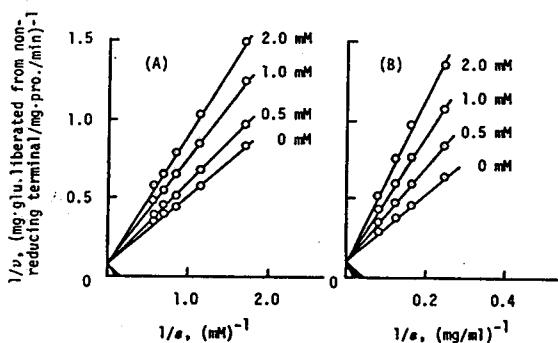 1/v, (mg·glu.liberated from non-
reducing terminal/mg·pro./min)-1
1.5
1.0
0.5
0
(A)
2.0 mM
1.0 mM
0.5 mM
0 mM
1.0
2.0
1/s, (mM)-1
(B)
2.0 mM
1.0 mM
0.5 mM
0 mM
0
0.2
0.4
1/s, (mg/ml)-1